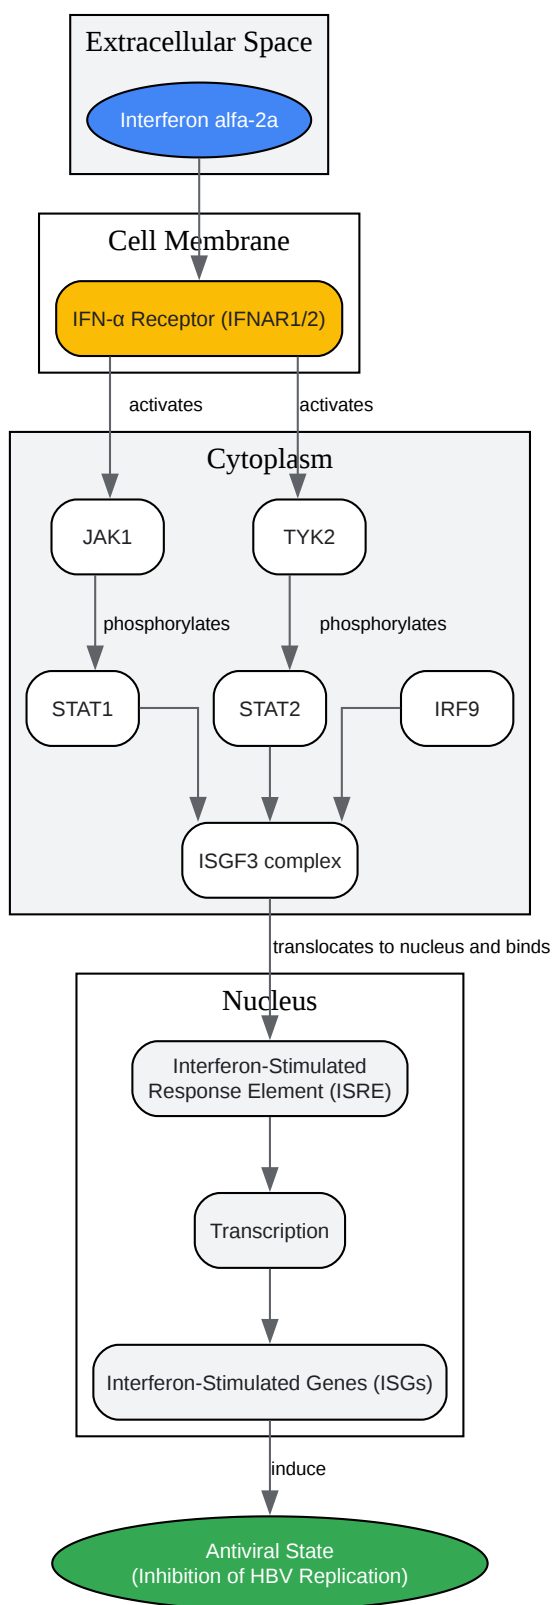 Extracellular Space
Interferon alfa-2a
Cell Membrane
IFN-α Receptor (IFNAR1/2)
activates
activates
Cytoplasm
JAK1
TYK2
phosphorylates
phosphorylates
STAT1
STAT2
IRF9
ISGF3 complex
translocates to nucleus and binds
Nucleus
Interferon-Stimulated
Response Element (ISRE)
Transcription
Interferon-Stimulated Genes (ISGs)
induce
Antiviral State
(Inhibition of HBV Replication)